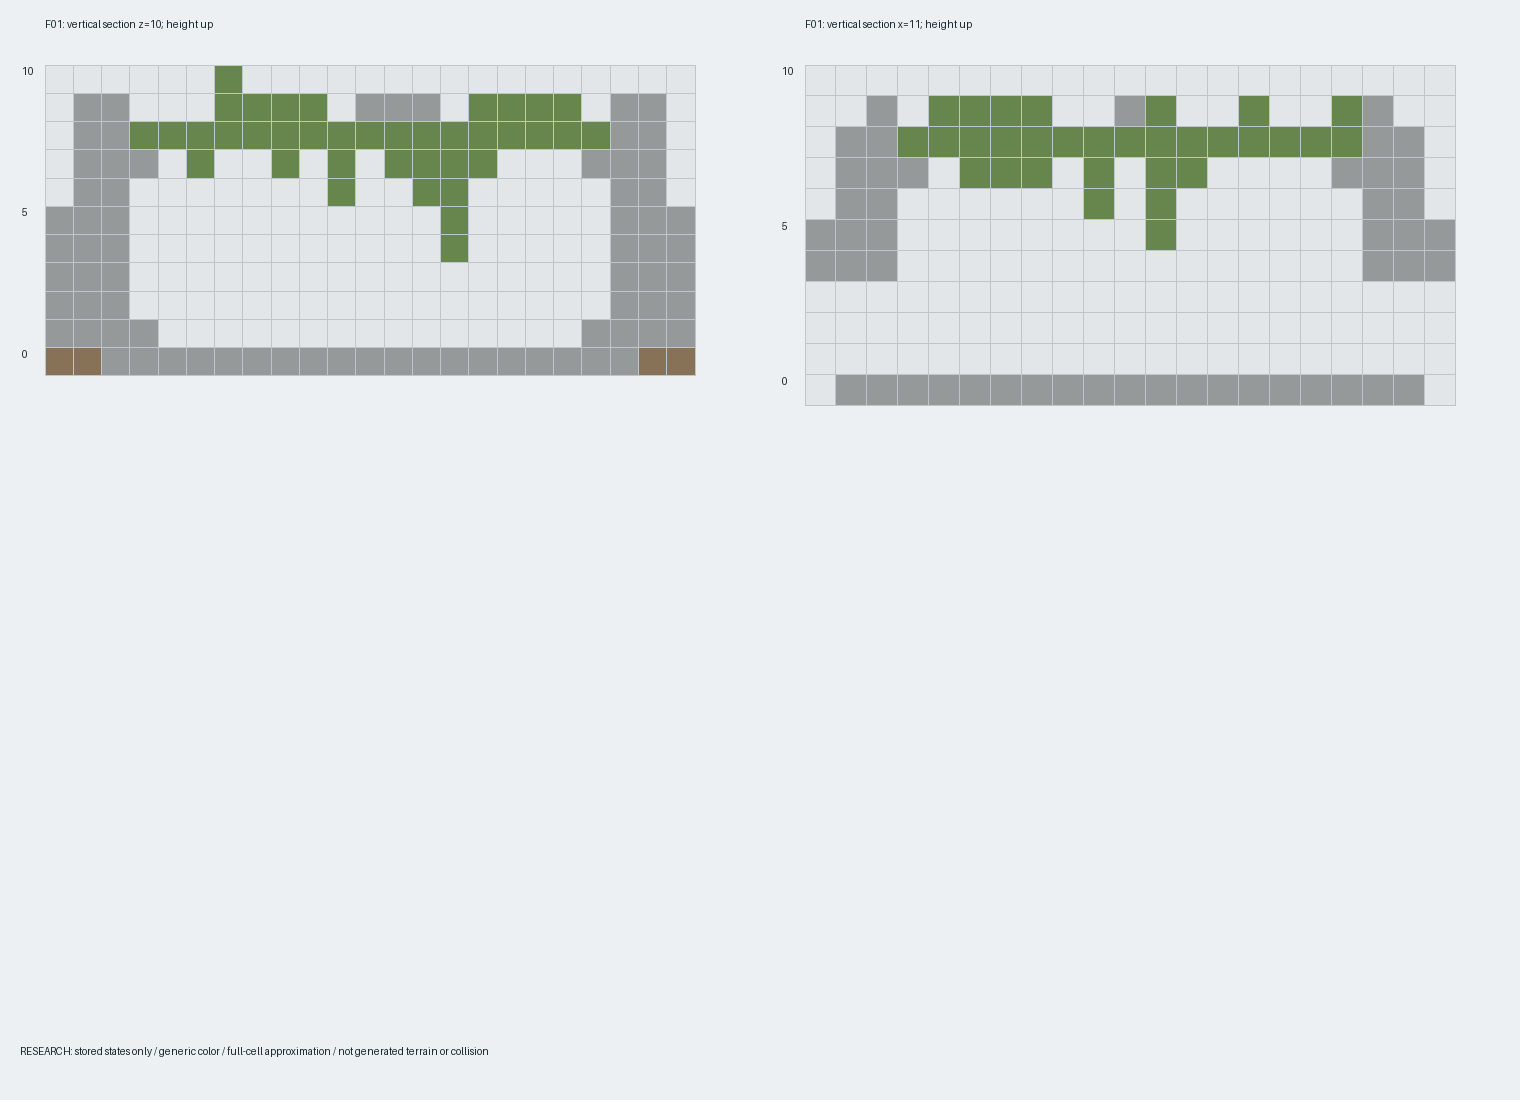 F01: vertical section z=10; height up
F01: vertical section x=11; height up
10
5
0
10
5
0
RESEARCH: stored states only / generic color / full-cell approximation / not generated terrain or collision